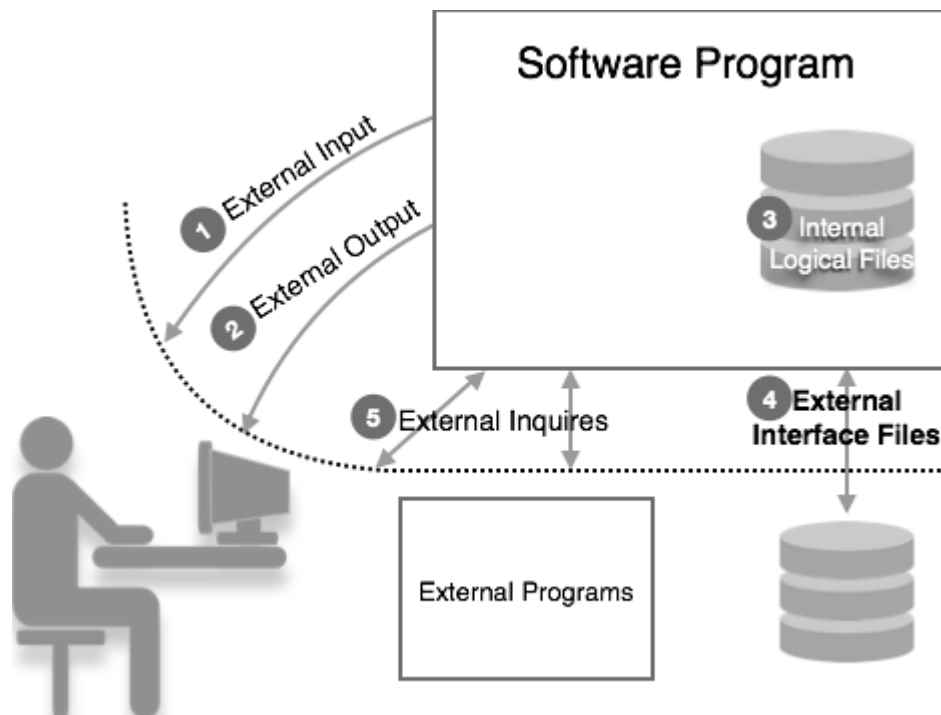 Software Program
1 External Input
2 External Output
3 Internal
Logical Files
4 External
Interface Files
5 External Inquires
External Programs